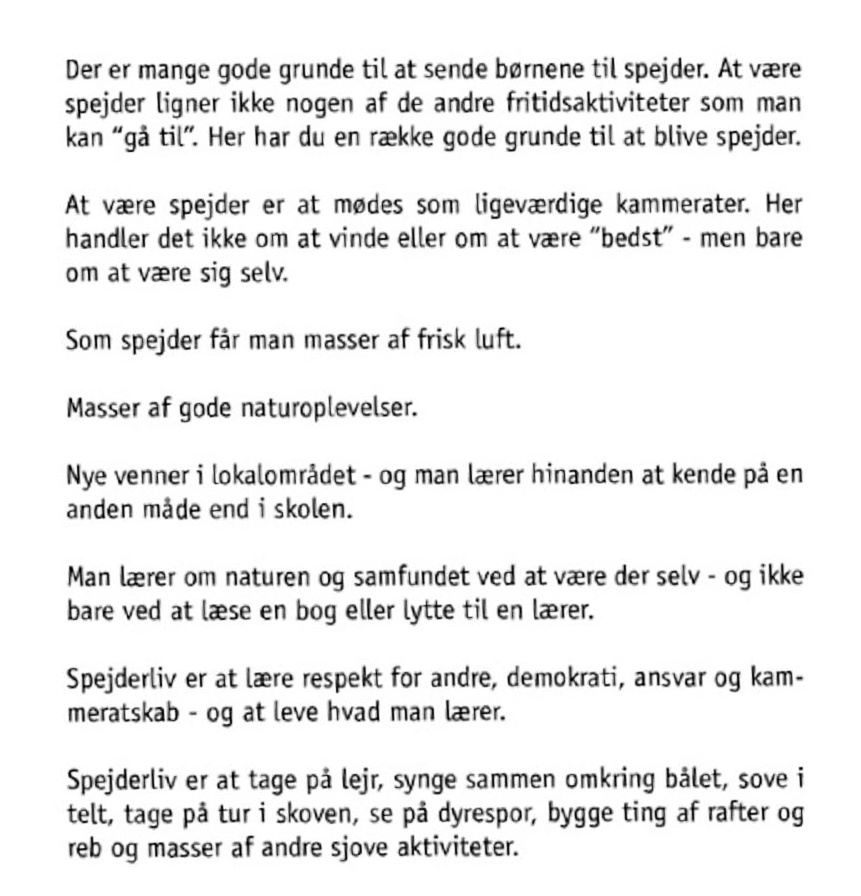 Der er mange gode grunde til at sende børnene til spejder. At være
spejder ligner ikke nogen af de andre fritidsaktiviteter som man
kan “gå til”. Her har du en række gode grunde til at blive spejder.
At være spejder er at mødes som ligeværdige kammerater. Her
handler det ikke om at vinde eller om at være ”bedst” - men bare
om at være sig selv.
Som spejder får man masser af frisk luft.
Masser af gode naturoplevelser.
Nye venner i lokalområdet - og man lærer hinanden at kende på en
anden måde end i skolen.
Man lærer om naturen og samfundet ved at være der selv - og ikke
bare ved at læse en bog eller lytte til en lærer.
Spejderliv er at lære respekt for andre, demokrati, ansvar og kam-
meratskab - og at leve hvad man lærer.
Spejderliv er at tage på lejr, synge sammen omkring bålet, sove i
telt, tage på tur i skoven, se på dyrespor, bygge ting af rafter og
reb og masser af andre sjove aktiviteter.